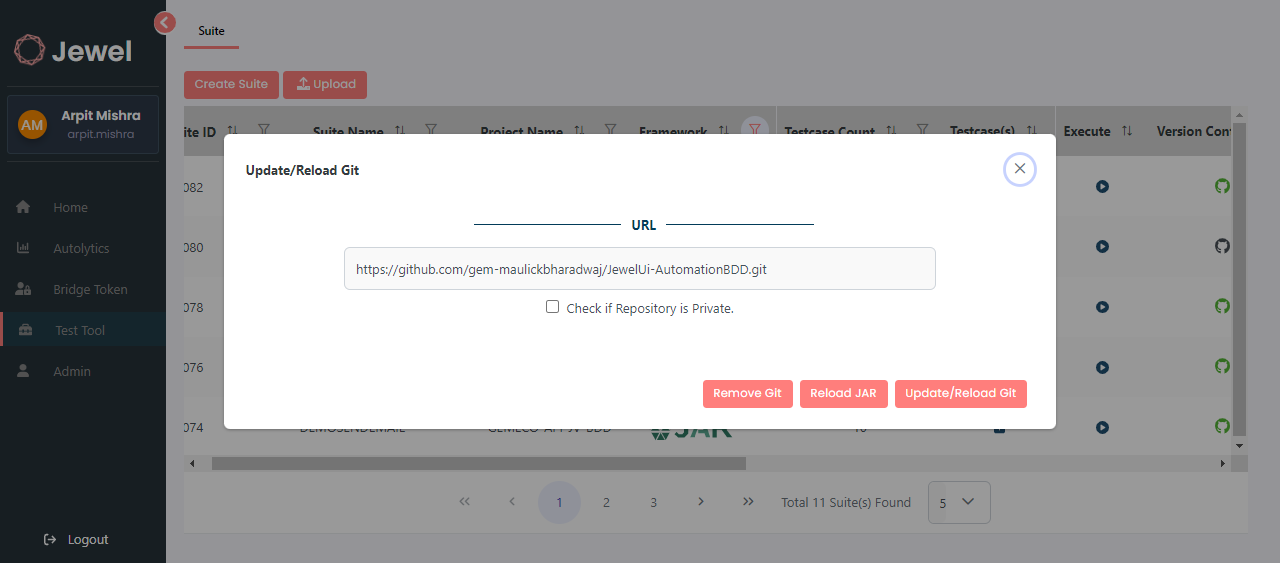 Jewel
AM
Arpit Mishra
arpit.mishra
Home
Autolytics
Bridge Token
Test Tool
Admin
Logout
Suite
Create Suite
Upload
ite ID Suite Name Project Name Framework Testcase Count Testcase(s) Execute Version Con
082
080
078
076
074 DEMOSENDEMAIL GEMECO-API-JV-BDD JAR 10
Update/Reload Git
URL
https://github.com/gem-maulickbharadwaj/JewelUi-AutomationBDD.git
Check if Repository is Private.
Remove Git Reload JAR Update/Reload Git
1 2 3 Total 11 Suite(s) Found 5